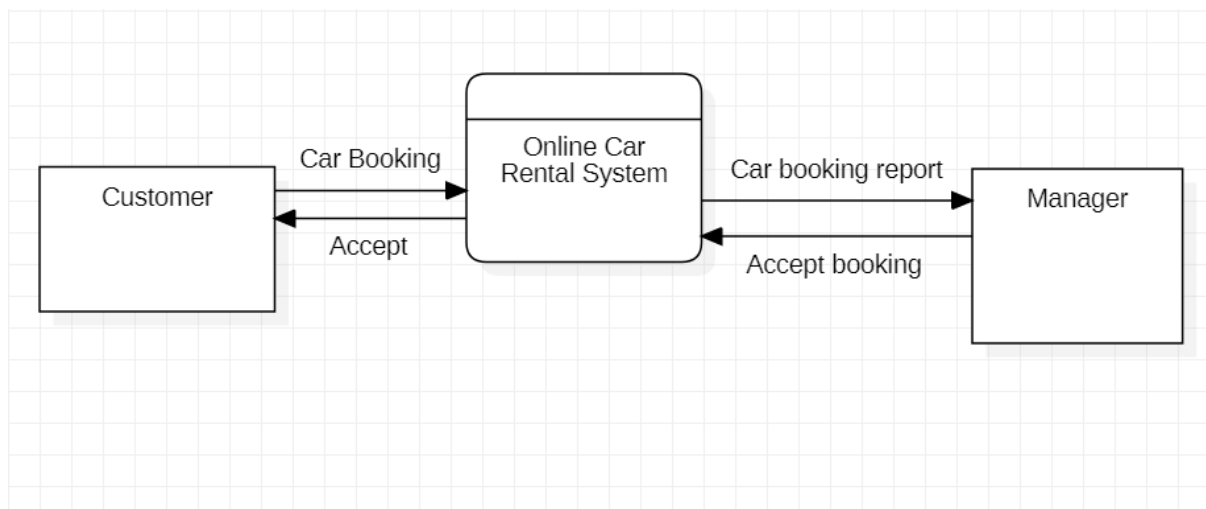 Customer
Car Booking
Accept
Online Car
Rental System
Car booking report
Accept booking
Manager